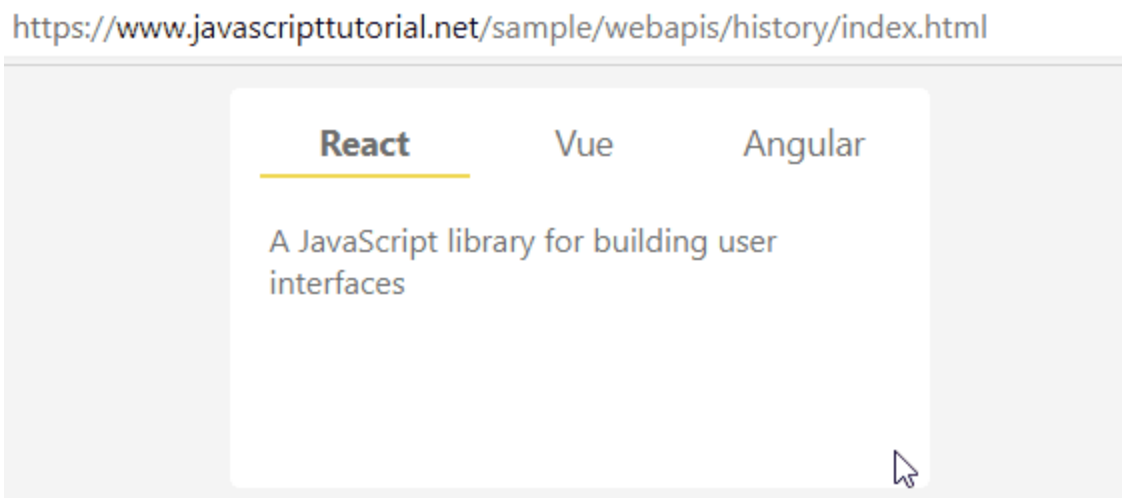 https://www.javascripttutorial.net/sample/webapis/history/index.html
React Vue Angular
A JavaScript library for building user
interfaces